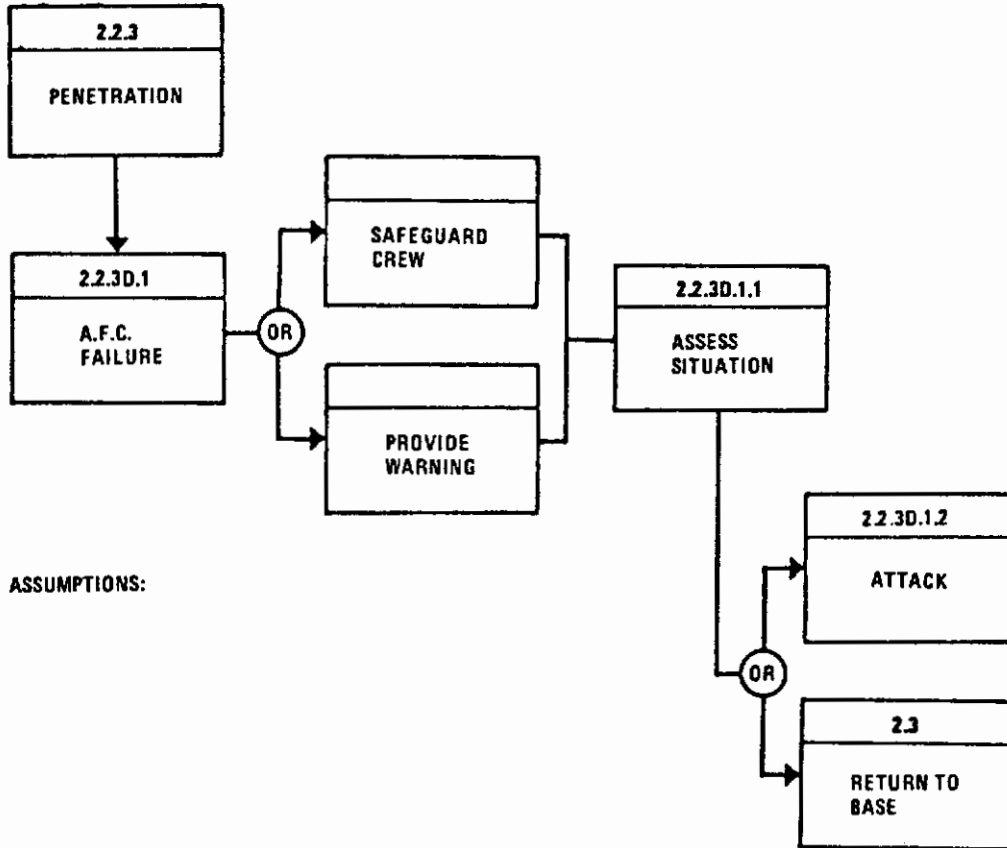 2.2.3
PENETRATION
2.2.3D.1
A.F.C.
FAILURE
OR
SAFEGUARD
CREW
PROVIDE
WARNING
2.2.3D.1.1
ASSESS
SITUATION
ASSUMPTIONS:
OR
2.2.3D.1.2
ATTACK
2.3
RETURN TO
BASE